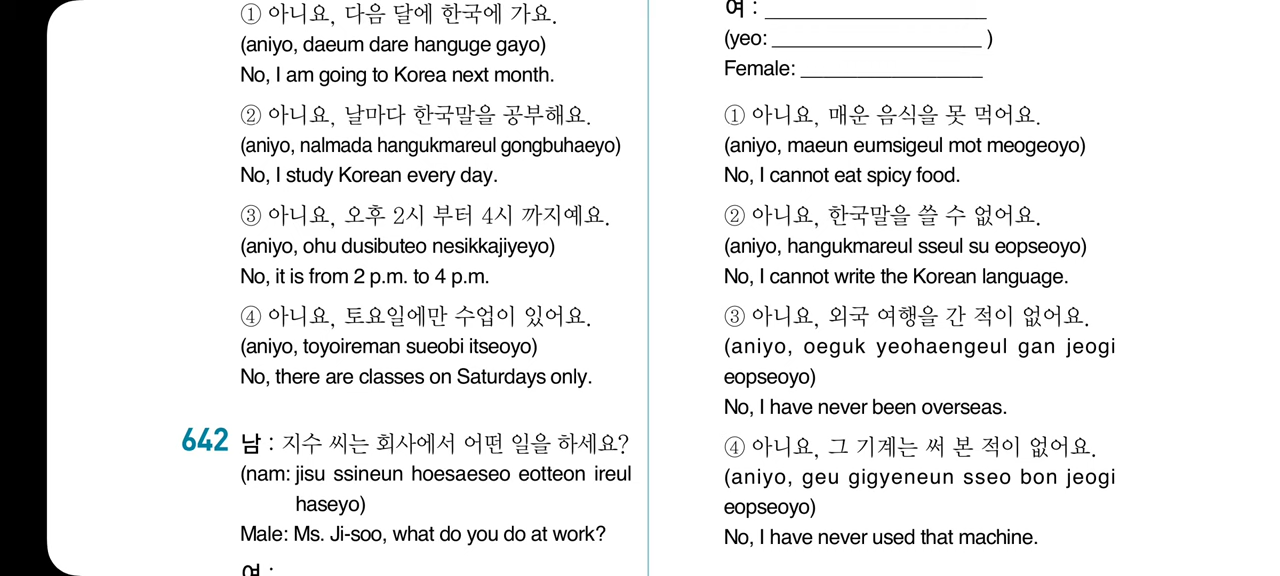 ① 아니요, 다음 달에 한국에 가요.
(aniyo, daeum dare hanguge gayo)
No, I am going to Korea next month.
② 아니요, 날마다 한국말을 공부해요.
(aniyo, nalmada hangukmareul gongbuhaeyo)
No, I study Korean every day.
③ 아니요, 오후 2시 부터 4시 까지예요.
(aniyo, ohu dusibuteo nesikkajiyeyo)
No, it is from 2 p.m. to 4 p.m.
④ 아니요, 토요일에만 수업이 있어요.
(aniyo, toyoireman sueobi itseoyo)
No, there are classes on Saturdays only.
642 남 : 지수 씨는 회사에서 어떤 일을 하세요?
(nam: jisu ssineun hoesaeseo eotteon ireul
haseyo)
Male: Ms. Ji-soo, what do you do at work?
여 :
여 : ____________________
(yeo: ___________________ )
Female: ________________
① 아니요, 매운 음식을 못 먹어요.
(aniyo, maeun eumsigeul mot meogeoyo)
No, I cannot eat spicy food.
② 아니요, 한국말을 쓸 수 없어요.
(aniyo, hangukmareul sseul su eopseoyo)
No, I cannot write the Korean language.
③ 아니요, 외국 여행을 간 적이 없어요.
(aniyo, oeguk yeohaengeul gan jeogi
eopseoyo)
No, I have never been overseas.
④ 아니요, 그 기계는 써 본 적이 없어요.
(aniyo, geu gigyeneun sseo bon jeogi
eopseoyo)
No, I have never used that machine.